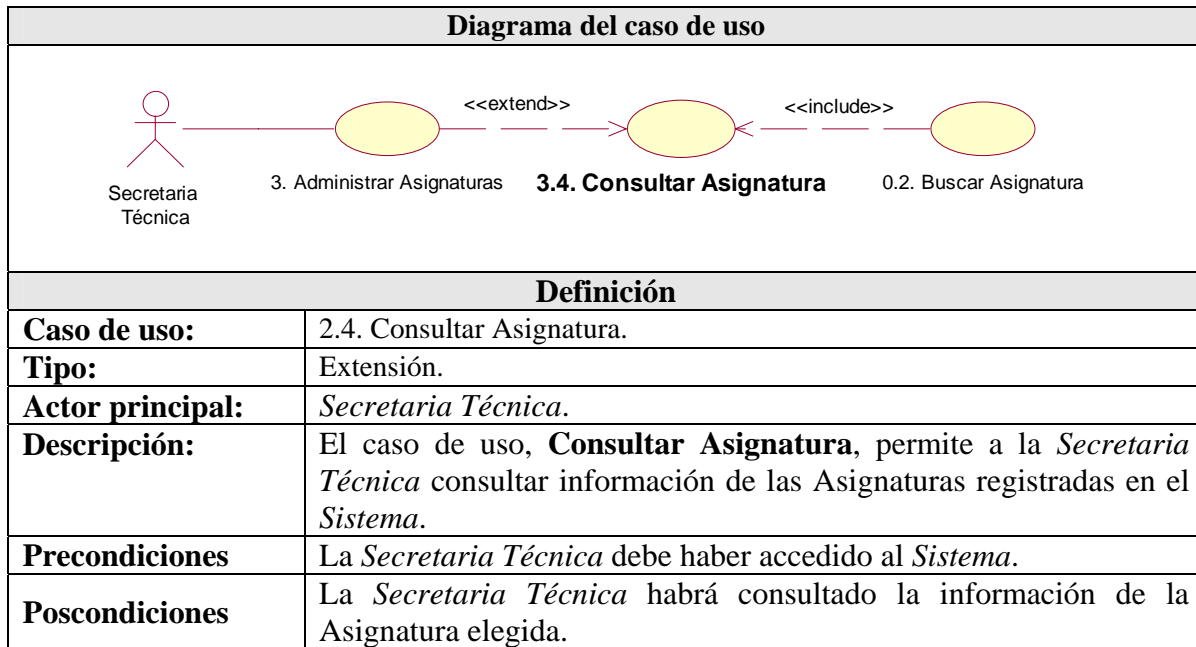 Diagrama del caso de uso
<<extend>>
<<include>>
Secretaria
Técnica
3. Administrar Asignaturas
3.4. Consultar Asignatura
0.2. Buscar Asignatura
Definición
Caso de uso: 2.4. Consultar Asignatura.
Tipo: Extensión.
Actor principal: Secretaria Técnica.
Descripción: El caso de uso, Consultar Asignatura, permite a la Secretaria
Técnica consultar información de las Asignaturas registradas en el
Sistema.
Precondiciones La Secretaria Técnica debe haber accedido al Sistema.
Poscondiciones La Secretaria Técnica habrá consultado la información de la
Asignatura elegida.